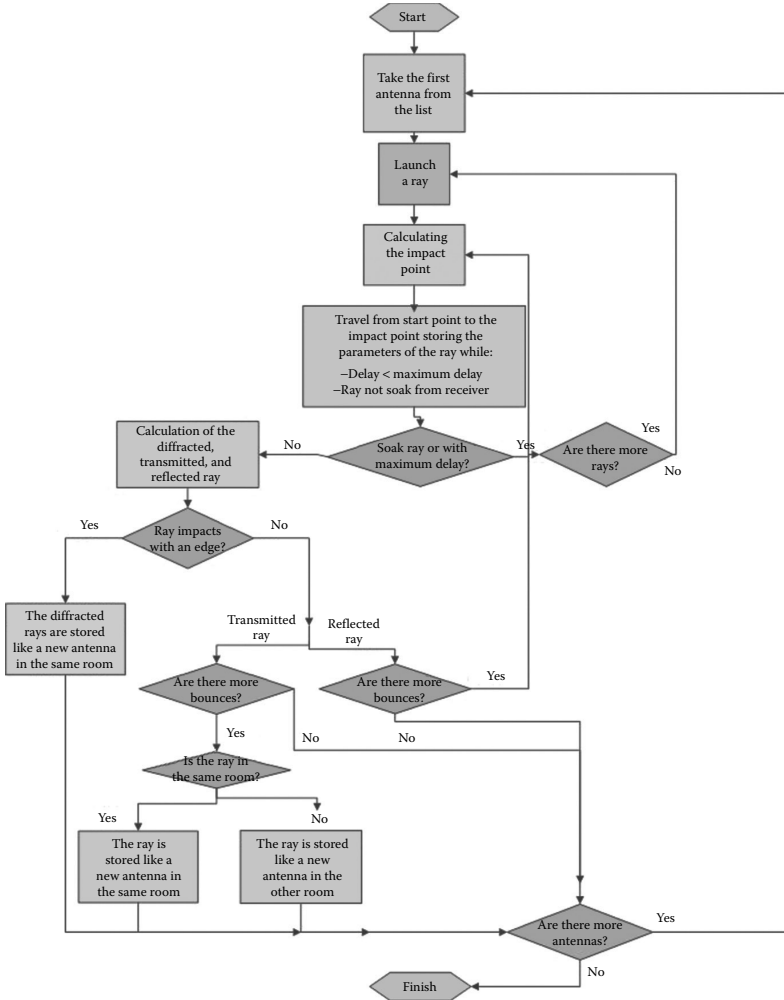 Start
Take the first
antenna from
the list
Launch
a ray
Calculating
the impact
point
Travel from start point to the
impact point storing the
parameters of the ray while:
–Delay < maximum delay
–Ray not soak from receiver
Soak ray or with
maximum delay?
No
Yes
Are there more
rays?
Yes
No
Calculation of the
diffracted,
transmitted, and
reflected ray
Ray impacts
with an edge?
Yes
No
The diffracted
rays are stored
like a new antenna
in the same room
Transmitted
ray
Reflected
ray
Are there more
bounces?
Are there more
bounces?
Yes
Yes
No
No
Is the ray in
the same room?
Yes
No
The ray is
stored like a
new antenna in
the same room
The ray is stored
like a new
antenna in the
other room
Are there more
antennas?
Yes
No
Finish